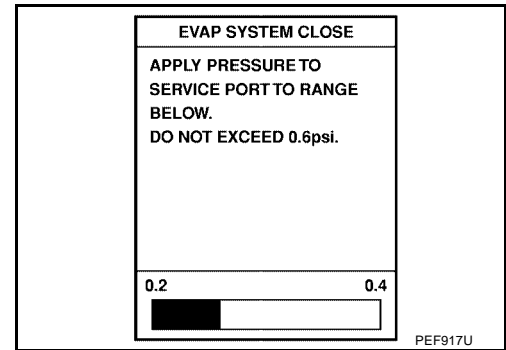 EVAP SYSTEM CLOSE
APPLY PRESSURE TO
SERVICE PORT TO RANGE
BELOW.
DO NOT EXCEED 0.6psi.
0.2 0.4
PEF917U